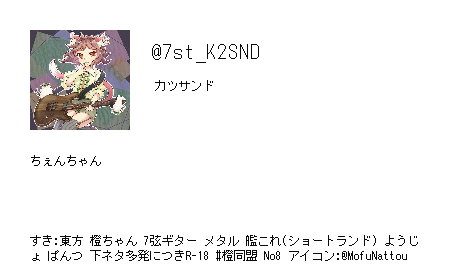 @7st_K2SND
カツサンド
ちぇんちゃん
すき:東方 橙ちゃん 7弦ギター メタル 艦これ(ショートランド) ようじ
ょ ぱんつ 下ネタ多発につきR-18 #橙同盟 No8 アイコン:@MofuNattou